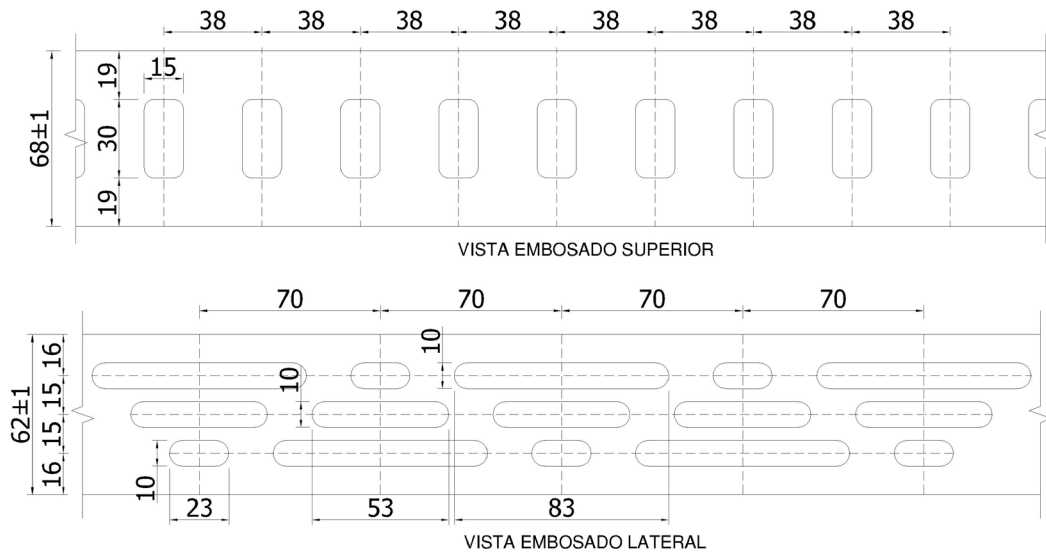 38 38 38 38 38 38 38 38
15
19
30
19
68±1
VISTA EMBOSADO SUPERIOR
70 70 70 70
16
15
15
16
62±1
10
10
10
23 53 83
VISTA EMBOSADO LATERAL